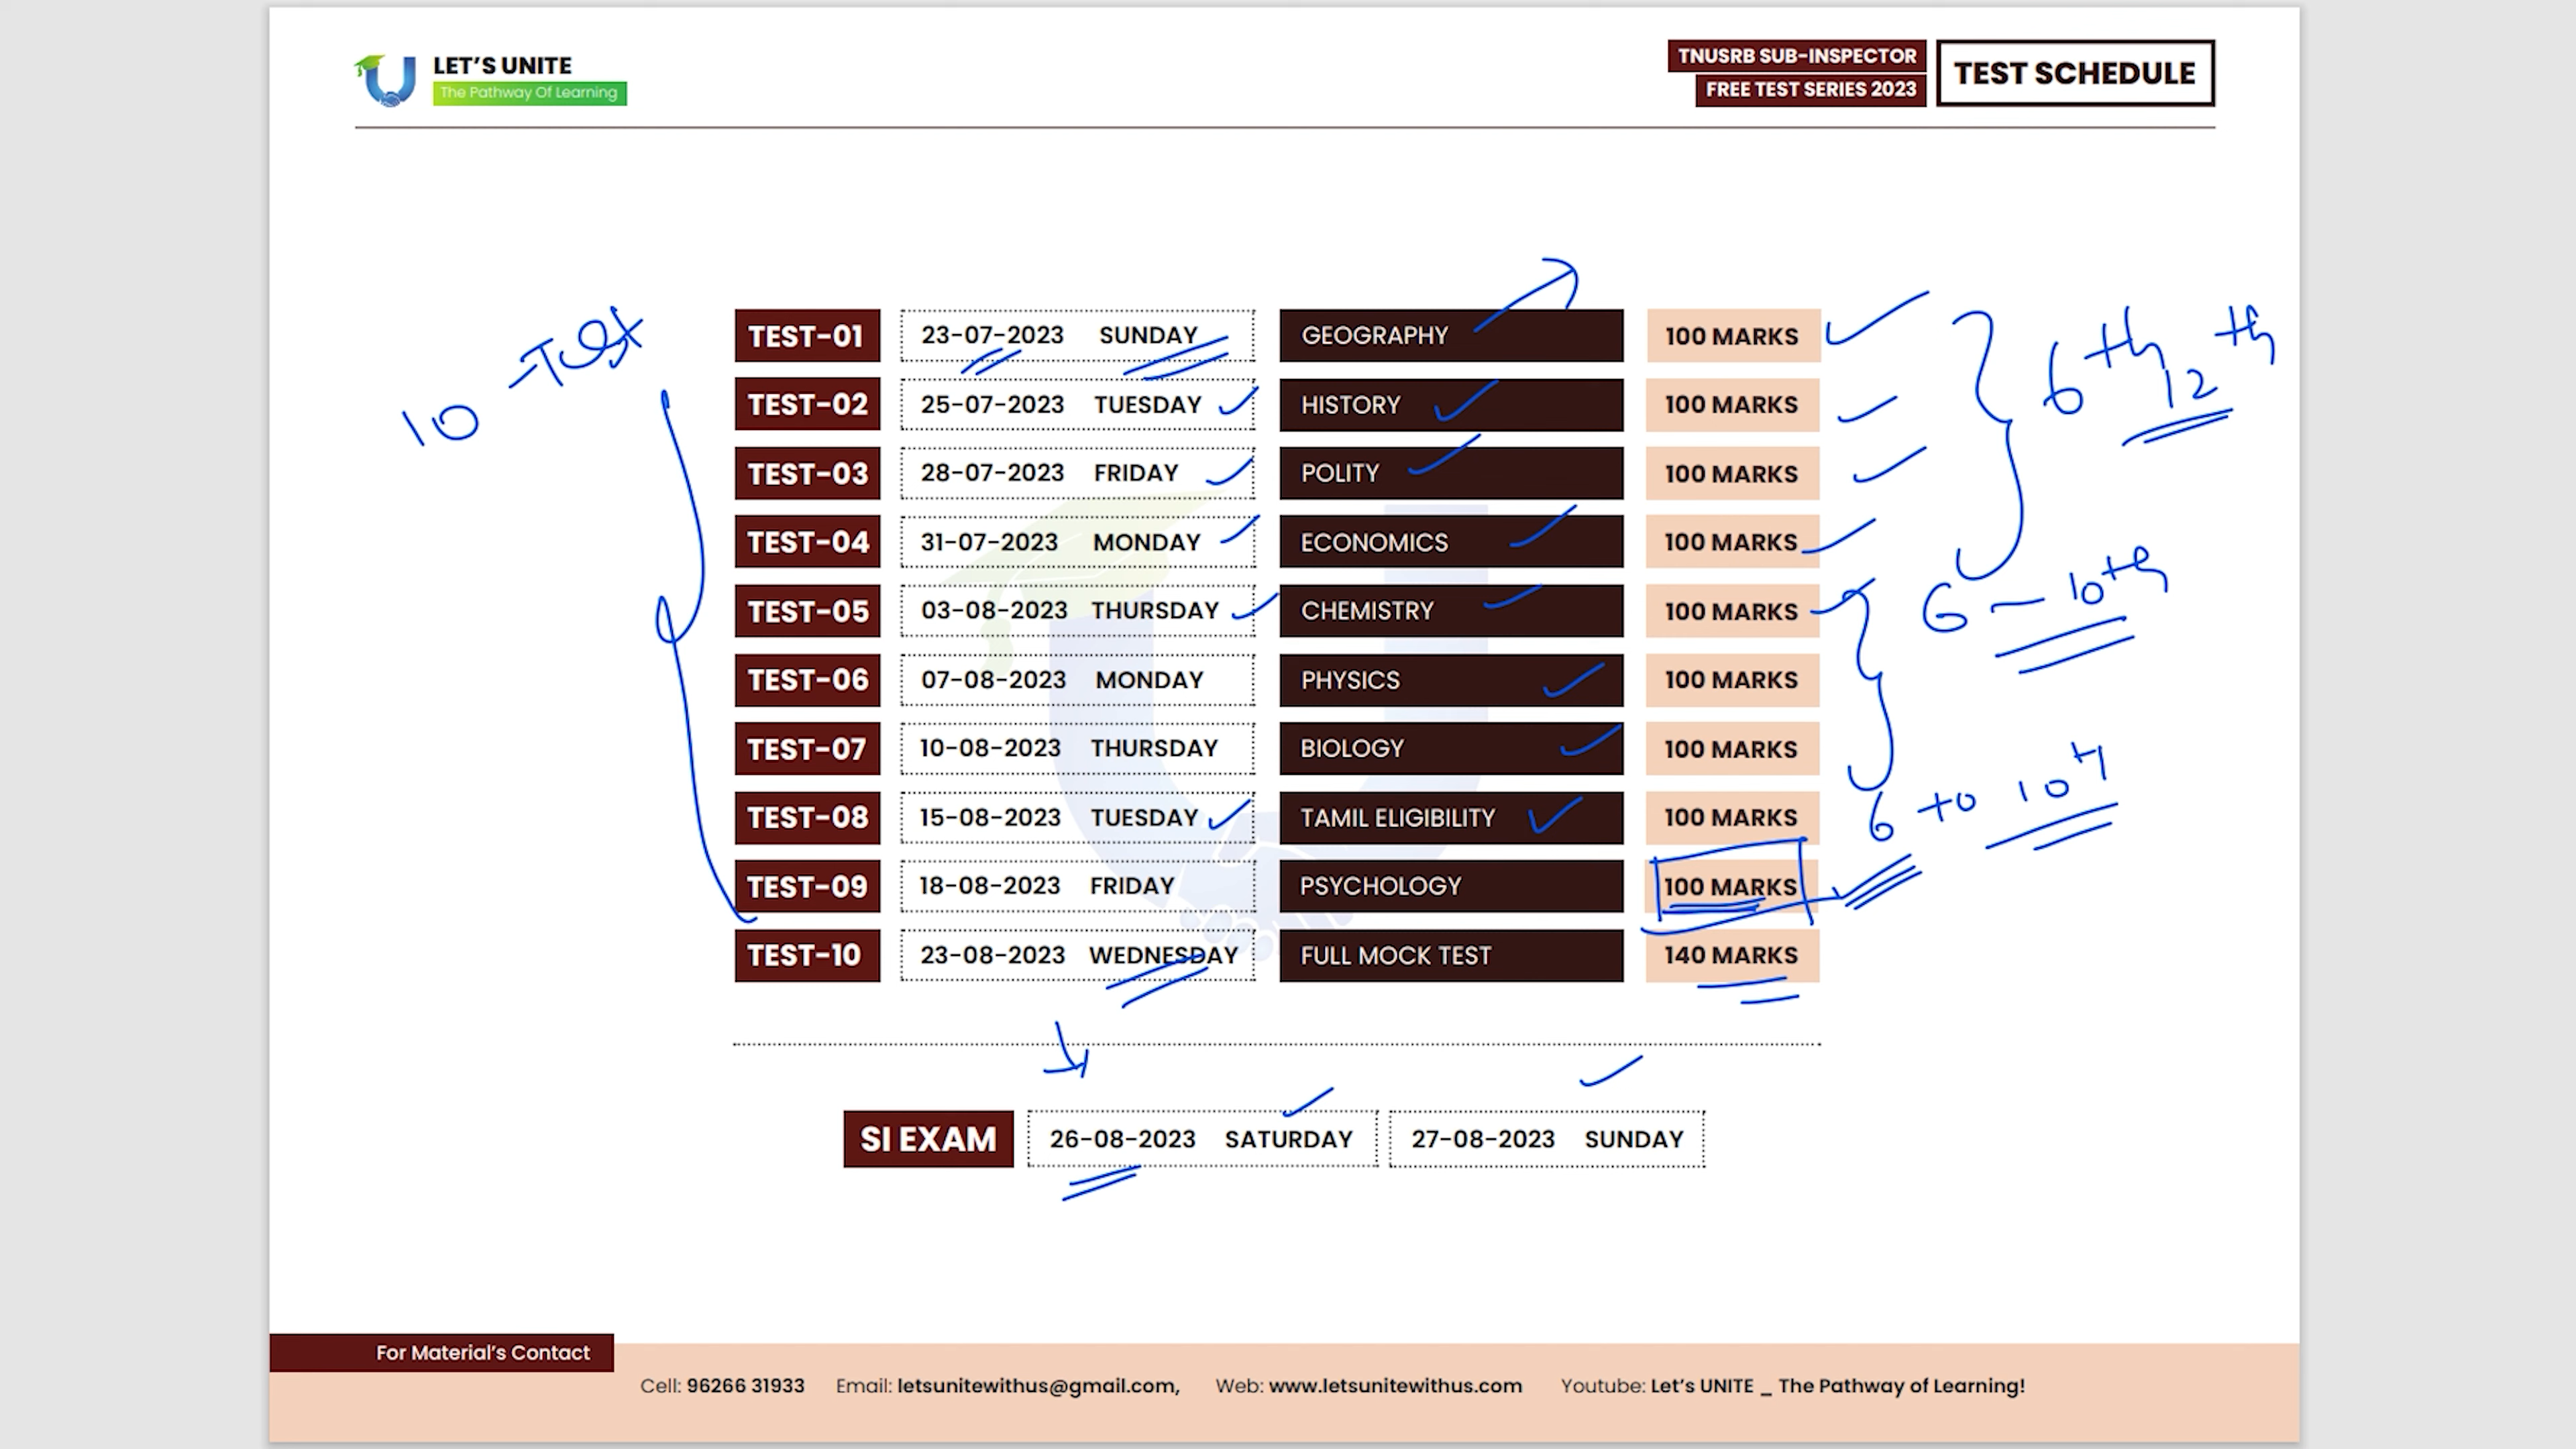 LET'S UNITE
The Pathway Of Learning
TNUSRB SUB-INSPECTOR
FREE TEST SERIES 2023
TEST SCHEDULE
10 -Test
TEST-01 23-07-2023 SUNDAY GEOGRAPHY 100 MARKS
6th 12th
TEST-02 25-07-2023 TUESDAY HISTORY 100 MARKS
TEST-03 28-07-2023 FRIDAY POLITY 100 MARKS
TEST-04 31-07-2023 MONDAY ECONOMICS 100 MARKS
TEST-05 03-08-2023 THURSDAY CHEMISTRY 100 MARKS
6 - 10th
TEST-06 07-08-2023 MONDAY PHYSICS 100 MARKS
TEST-07 10-08-2023 THURSDAY BIOLOGY 100 MARKS
TEST-08 15-08-2023 TUESDAY TAMIL ELIGIBILITY 100 MARKS
6 to 10th
TEST-09 18-08-2023 FRIDAY PSYCHOLOGY 100 MARKS
TEST-10 23-08-2023 WEDNESDAY FULL MOCK TEST 140 MARKS
SI EXAM 26-08-2023 SATURDAY 27-08-2023 SUNDAY
For Material's Contact
Cell: 96266 31933 Email: letsunitewithus@gmail.com, Web: www.letsunitewithus.com Youtube: Let's UNITE _ The Pathway of Learning!